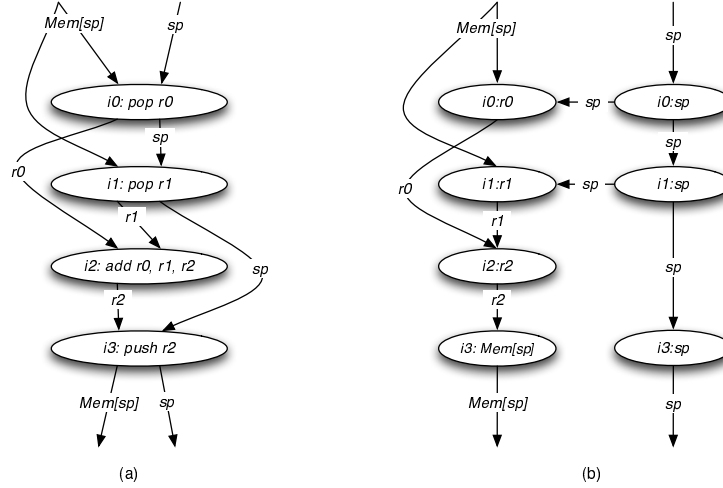 Mem[sp]
sp
i0: pop r0
sp
r0
i1: pop r1
r1
i2: add r0, r1, r2
sp
r2
i3: push r2
Mem[sp]
sp
(a)
Mem[sp]
sp
i0:r0
sp
i0:sp
sp
i1:r1
sp
i1:sp
r0
r1
i2:r2
sp
r2
i3: Mem[sp]
i3:sp
Mem[sp]
sp
(b)